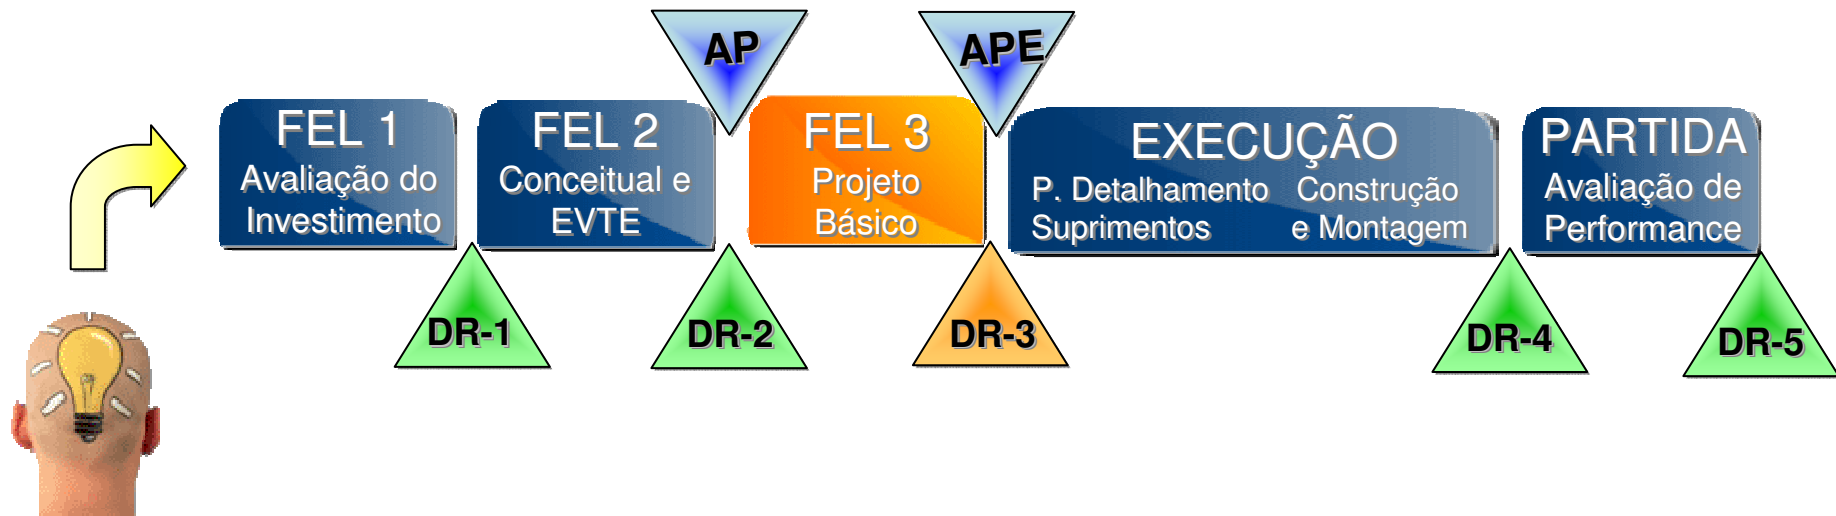 AP
APE
FEL 1
Avaliação do
Investimento
FEL 2
Conceitual e
EVTE
FEL 3
Projeto
Básico
EXECUÇÃO
P. Detalhamento Construção
Suprimentos e Montagem
PARTIDA
Avaliação de
Performance
DR-1
DR-2
DR-3
DR-4
DR-5